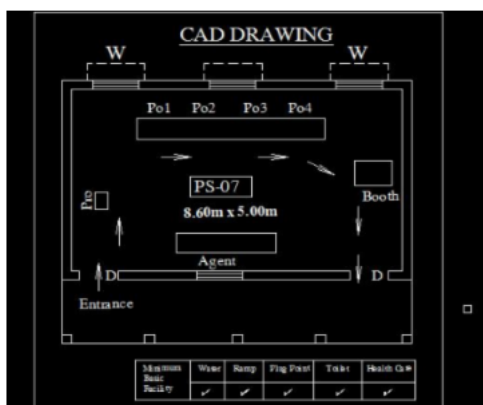 CAD DRAWING
W W
Po1 Po2 Po3 Po4
PS-07
Pro
Booth
8.60m x 5.00m
Agent
D D
Entrance
Minimum Basic Facility Water Ramp Plug Point Toilet Health Care
✓ ✓ ✓ ✓ ✓